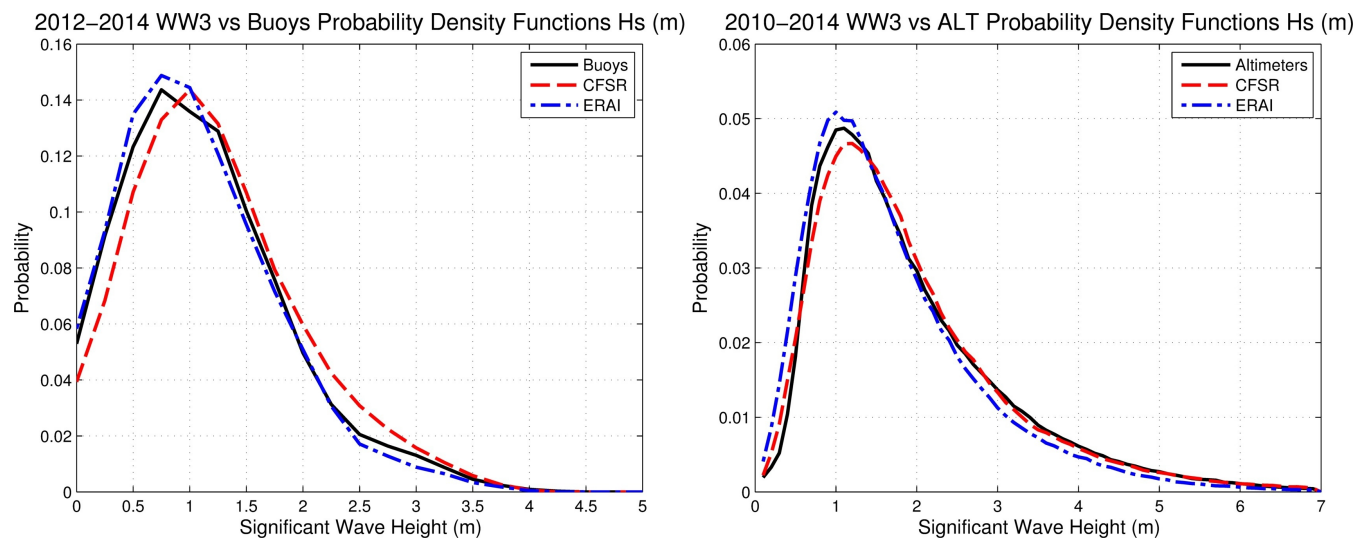 2012−2014 WW3 vs Buoys Probability Density Functions Hs (m)
0.16
0.14
0.12
0.1
0.08
0.06
0.04
0.02
0
Probability
Buoys
CFSR
ERAI
0 0.5 1 1.5 2 2.5 3 3.5 4 4.5 5
Significant Wave Height (m)
2010−2014 WW3 vs ALT Probability Density Functions Hs (m)
0.06
0.05
0.04
0.03
0.02
0.01
0
Probability
Altimeters
CFSR
ERAI
0 1 2 3 4 5 6 7
Significant Wave Height (m)